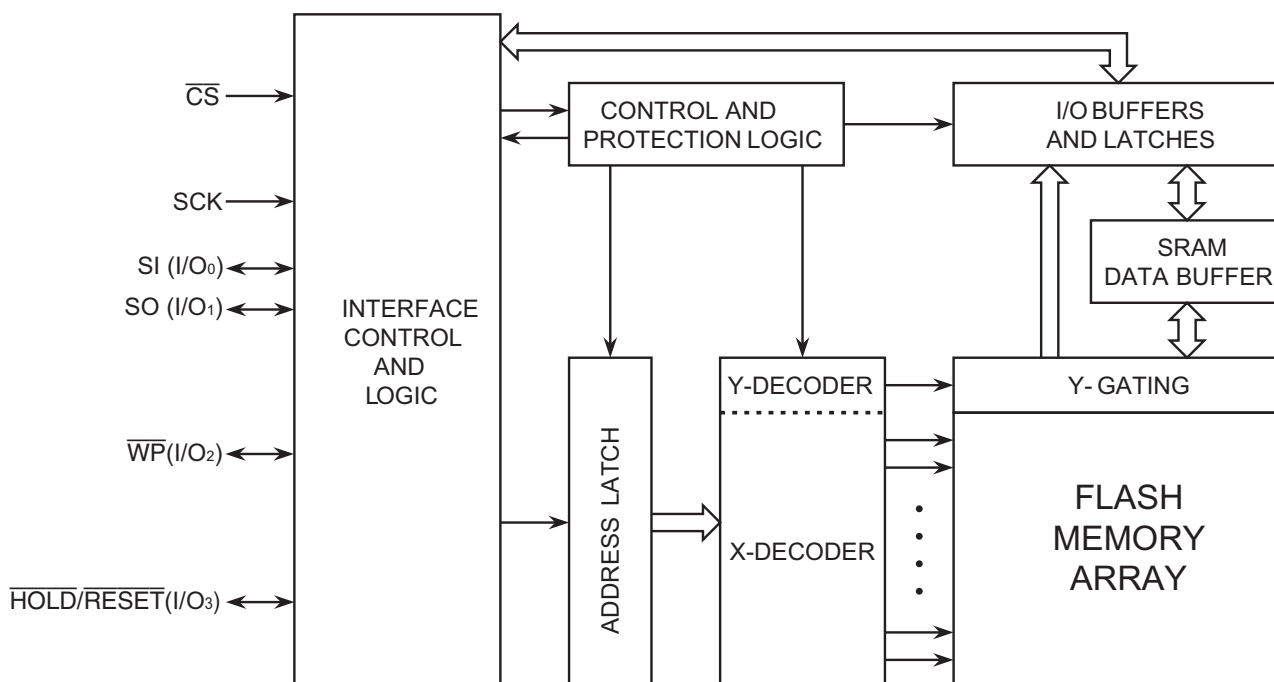 CS
SCK
SI (I/O0)
SO (I/O1)
WP(I/O2)
HOLD/RESET(I/O3)
INTERFACE
CONTROL
AND
LOGIC
CONTROL AND
PROTECTION LOGIC
I/O BUFFERS
AND LATCHES
SRAM
DATA BUFFER
ADDRESS LATCH
Y-DECODER
X-DECODER
Y- GATING
FLASH
MEMORY
ARRAY